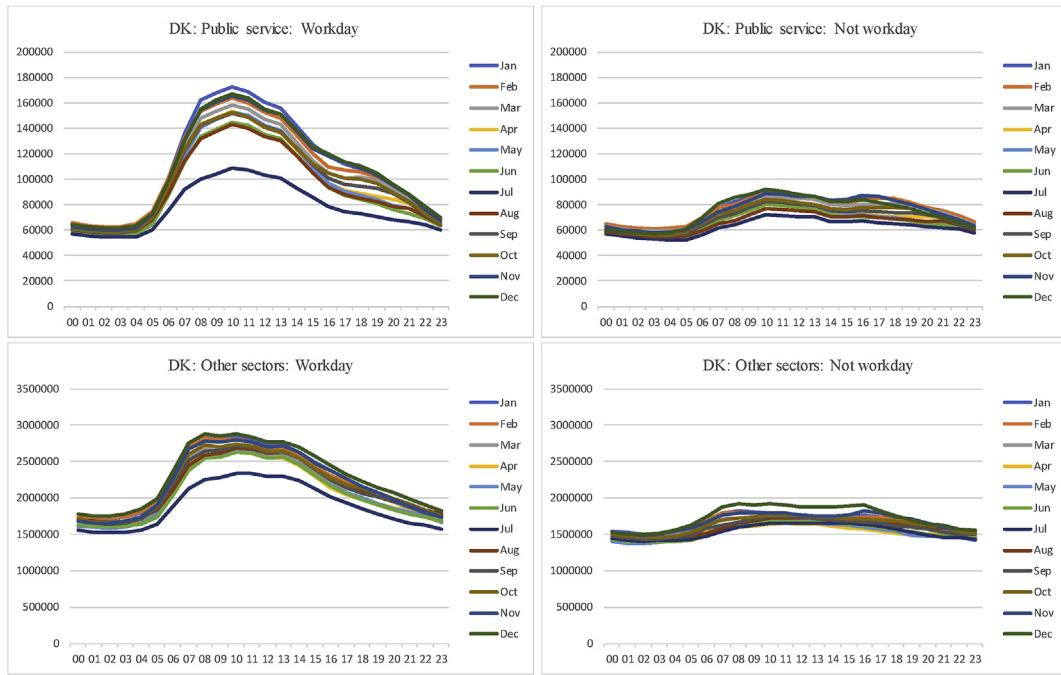 DK: Public service: Workday
200000
180000
160000
140000
120000
100000
80000
60000
40000
20000
0
00 01 02 03 04 05 06 07 08 09 10 11 12 13 14 15 16 17 18 19 20 21 22 23
Jan
Feb
Mar
Apr
May
Jun
Jul
Aug
Sep
Oct
Nov
Dec
DK: Public service: Not workday
200000
180000
160000
140000
120000
100000
80000
60000
40000
20000
0
00 01 02 03 04 05 06 07 08 09 10 11 12 13 14 15 16 17 18 19 20 21 22 23
Jan
Feb
Mar
Apr
May
Jun
Jul
Aug
Sep
Oct
Nov
Dec
DK: Other sectors: Workday
3500000
3000000
2500000
2000000
1500000
1000000
500000
0
00 01 02 03 04 05 06 07 08 09 10 11 12 13 14 15 16 17 18 19 20 21 22 23
Jan
Feb
Mar
Apr
May
Jun
Jul
Aug
Sep
Oct
Nov
Dec
DK: Other sectors: Not workday
3500000
3000000
2500000
2000000
1500000
1000000
500000
0
00 01 02 03 04 05 06 07 08 09 10 11 12 13 14 15 16 17 18 19 20 21 22 23
Jan
Feb
Mar
Apr
May
Jun
Jul
Aug
Sep
Oct
Nov
Dec